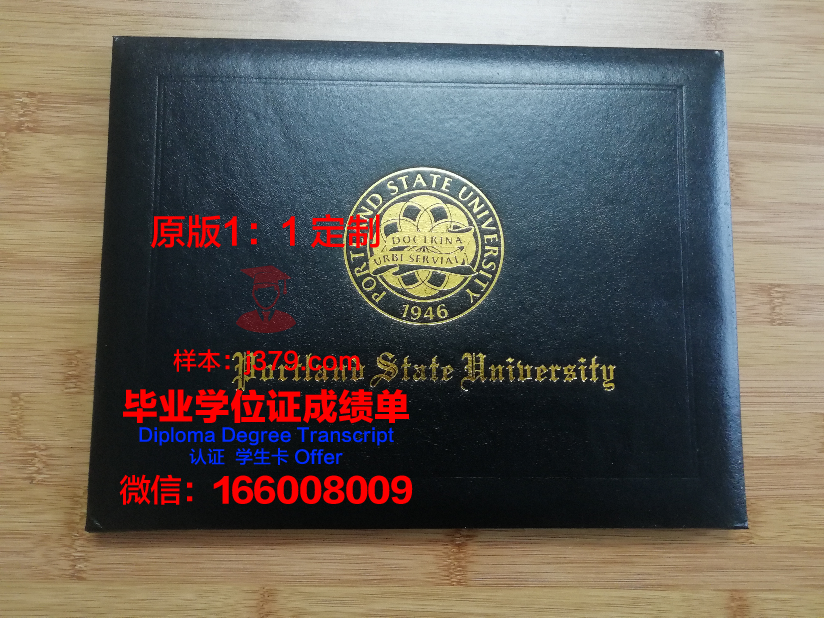 PORTLAND STATE UNIVERSITY
DOCTRINA
URBI SERVIAT
1946
原版1：1 定制
样本：j379.com
Portland State University
毕业学位证成绩单
Diploma Degree Transcript
认证 学生卡 Offer
微信：166008009